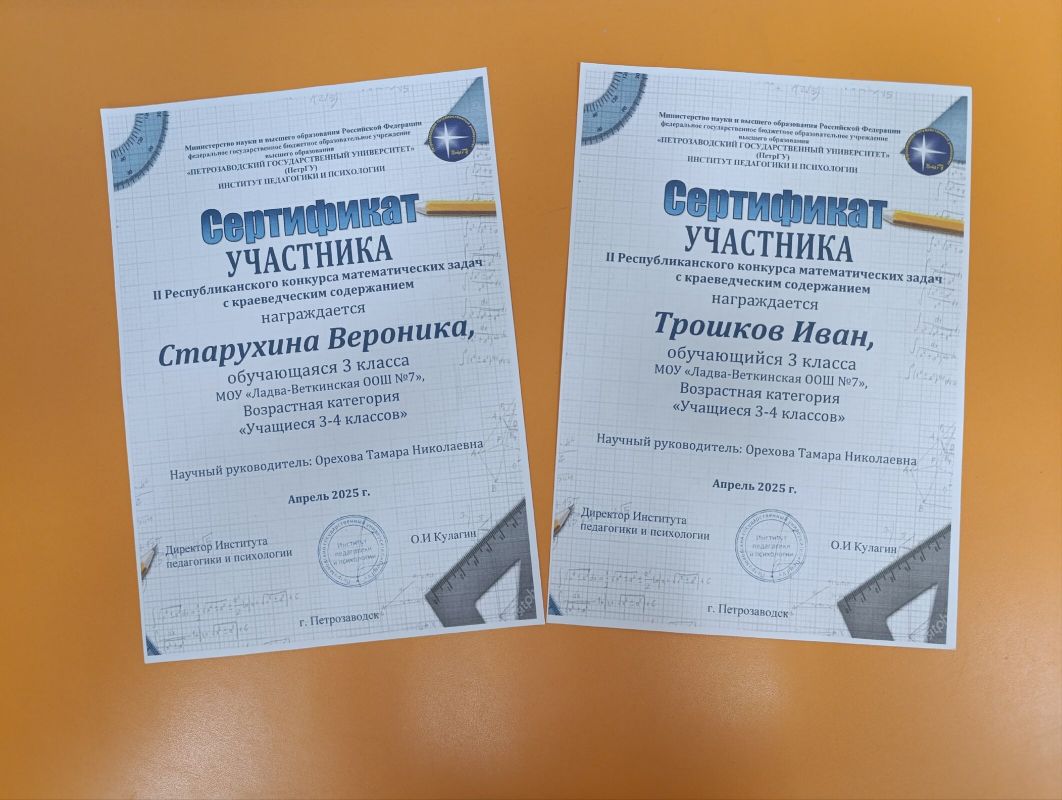 Министерство науки и высшего образования Российской Федерации
федеральное государственное бюджетное образовательное учреждение
высшего образования
«ПЕТРОЗАВОДСКИЙ ГОСУДАРСТВЕННЫЙ УНИВЕРСИТЕТ»
(ПетрГУ)
ИНСТИТУТ ПЕДАГОГИКИ И ПСИХОЛОГИИ
Сертификат
УЧАСТНИКА
II Республиканского конкурса математических задач
с краеведческим содержанием
награждается
Старухина Вероника,
обучающаяся 3 класса
МОУ «Ладва-Веткинская ООШ №7»,
Возрастная категория
«Учащиеся 3-4 классов»
Научный руководитель: Орехова Тамара Николаевна
Апрель 2025 г.
Директор Института
педагогики и психологии
Институт
педагогики
и психологии
О.И Кулагин
г. Петрозаводск
Министерство науки и высшего образования Российской Федерации
федеральное государственное бюджетное образовательное учреждение
высшего образования
«ПЕТРОЗАВОДСКИЙ ГОСУДАРСТВЕННЫЙ УНИВЕРСИТЕТ»
(ПетрГУ)
ИНСТИТУТ ПЕДАГОГИКИ И ПСИХОЛОГИИ
Сертификат
УЧАСТНИКА
II Республиканского конкурса математических задач
с краеведческим содержанием
награждается
Трошков Иван,
обучающийся 3 класса
МОУ «Ладва-Веткинская ООШ №7»,
Возрастная категория
«Учащиеся 3-4 классов»
Научный руководитель: Орехова Тамара Николаевна
Апрель 2025 г.
Директор Института
педагогики и психологии
Институт
педагогики
и психологии
О.И Кулагин
г. Петрозаводск